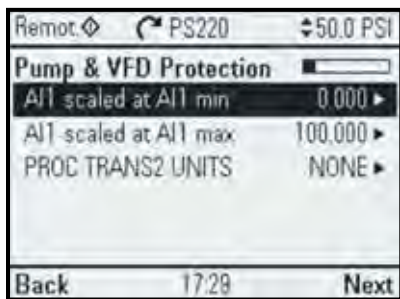 Remot PS220 50.0 PSI
Pump & VFD Protection
AI1 scaled at AI1 min 0.000
AI1 scaled at AI1 max 100.000
PROC TRANS2 UNITS NONE
Back 17:29 Next